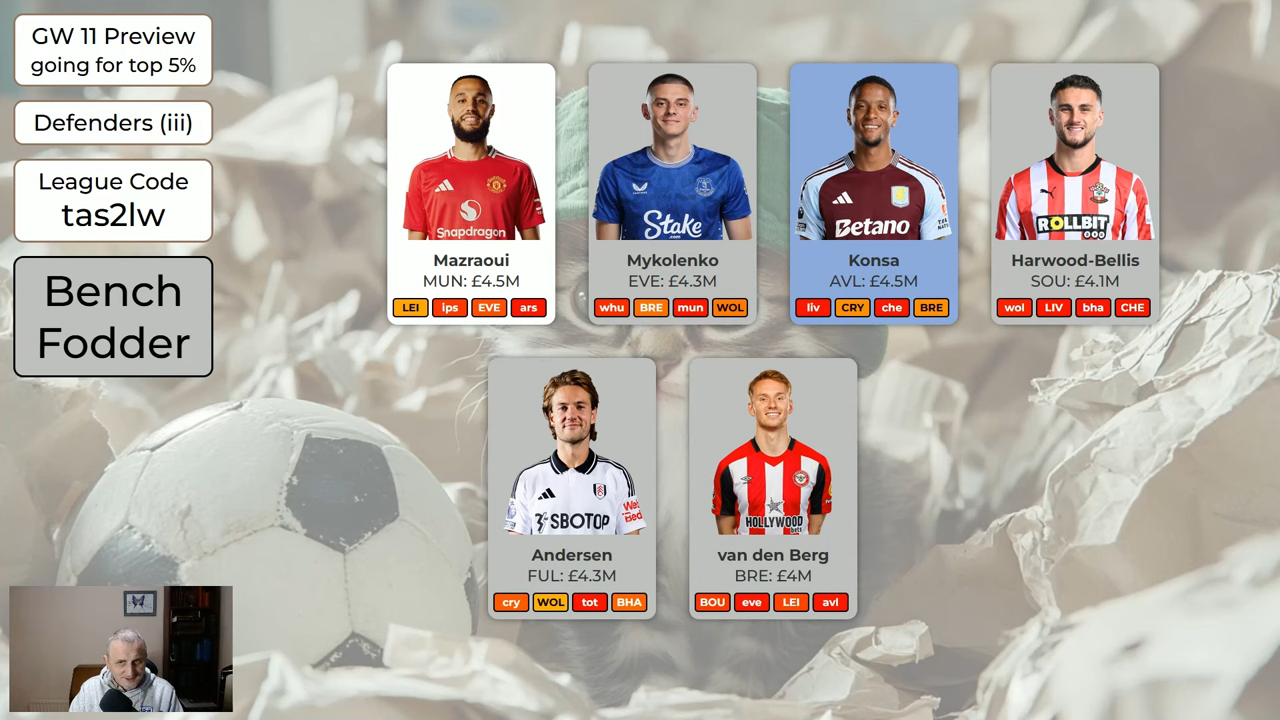 GW 11 Preview
going for top 5%
Defenders (iii)
League Code
tas2lw
Bench
Fodder
Snapdragon
Mazraoui
MUN: £4.5M
LEI ips EVE ars
Stake
.com
Mykolenko
EVE: £4.3M
whu BRE mun WOL
Betano
Konsa
AVL: £4.5M
liv CRY che BRE
ROLLBIT
Harwood-Bellis
SOU: £4.1M
wol LIV bha CHE
SBOTOP
Andersen
FUL: £4.3M
cry WOL tot BHA
HOLLYWOOD
bets
van den Berg
BRE: £4M
BOU eve LEI avl